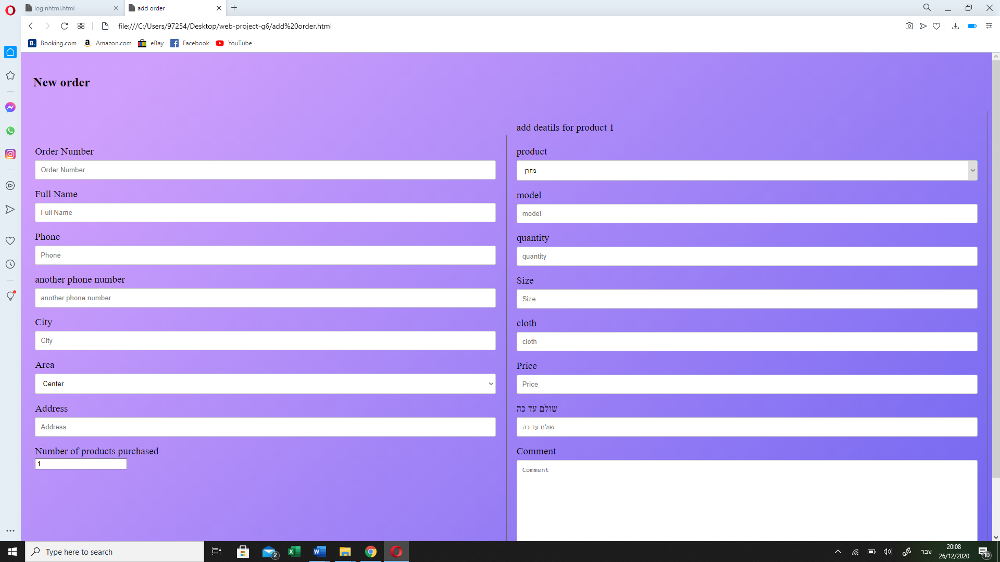 loginhtml.html
add order
file:///C:/Users/97254/Desktop/web-project-g6/add%20order.html
B. Booking.com
a Amazon.com
eBay
Facebook
YouTube
New order
Order Number
Order Number
Full Name
Full Name
Phone
Phone
another phone number
another phone number
City
City
Area
Center
Address
Address
Number of products purchased
1
add deatils for product 1
product
מזרן
model
model
quantity
quantity
Size
Size
cloth
cloth
Price
Price
שולם עד כה
שולם עד כה
Comment
Comment
Type here to search
2
עבר
20:08
26/12/2020
10